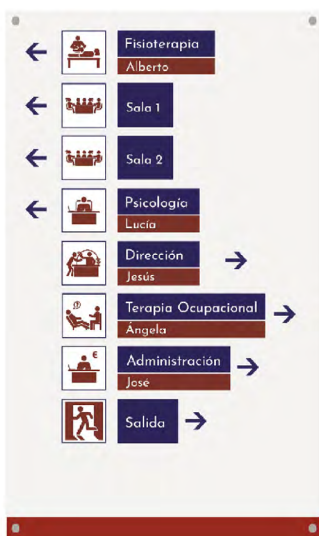 Fisioterapia
Alberto
Sala 1
Sala 2
Psicología
Lucía
Dirección
Jesús
Terapia Ocupacional
Ángela
€
Administración
José
Salida